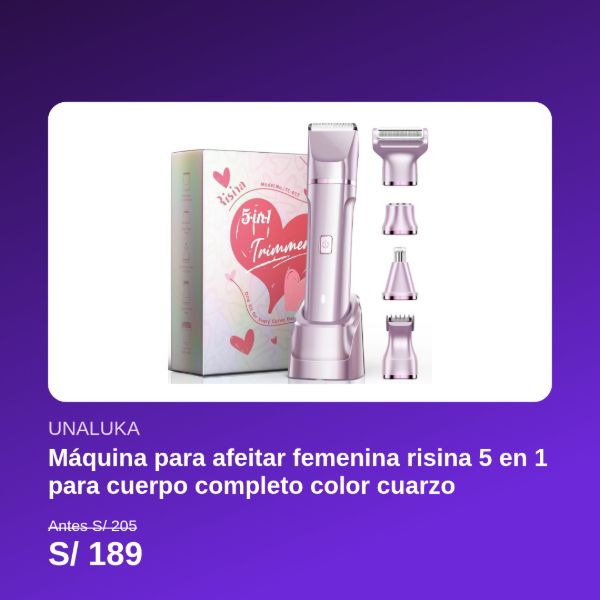 Risina
5-in-1
Trimmer
UNALUKA
Máquina para afeitar femenina risina 5 en 1
para cuerpo completo color cuarzo
Antes S/ 205
S/ 189